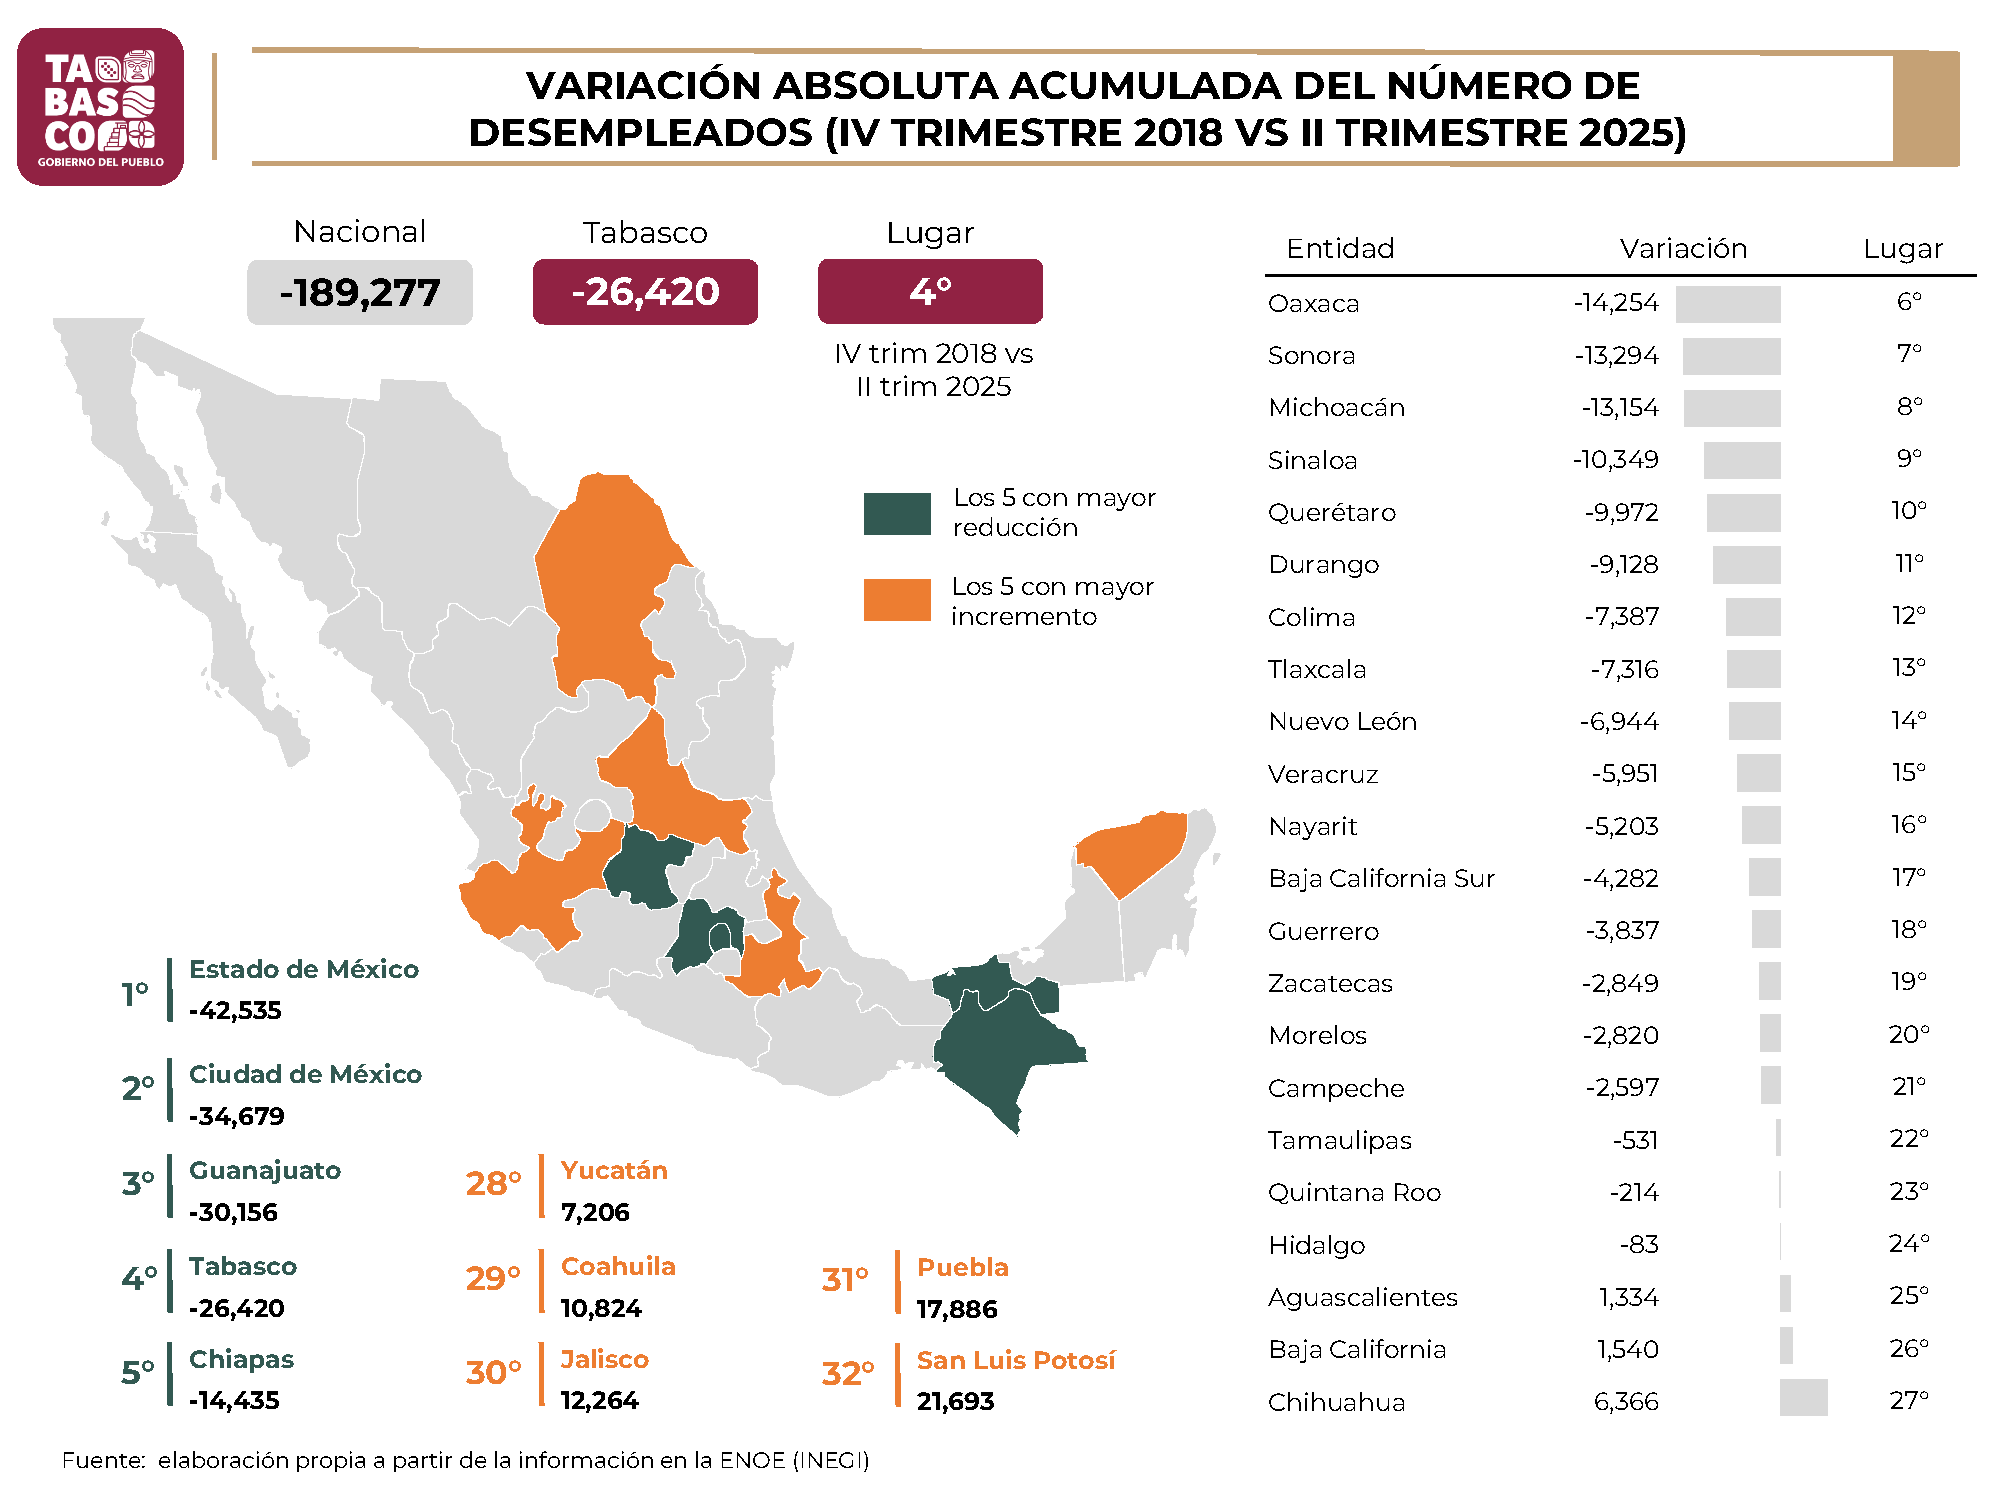 TA
BAS
CO
GOBIERNO DEL PUEBLO
VARIACIÓN ABSOLUTA ACUMULADA DEL NÚMERO DE
DESEMPLEADOS (IV TRIMESTRE 2018 VS II TRIMESTRE 2025)
Nacional
-189,277
Tabasco
-26,420
Lugar
4°
IV trim 2018 vs
II trim 2025
Los 5 con mayor
reducción
Los 5 con mayor
incremento
1°
Estado de México
-42,535
2°
Ciudad de México
-34,679
3°
Guanajuato
-30,156
4°
Tabasco
-26,420
5°
Chiapas
-14,435
28°
Yucatán
7,206
29°
Coahuila
10,824
30°
Jalisco
12,264
31°
Puebla
17,886
32°
San Luis Potosí
21,693
Entidad Variación Lugar
Oaxaca -14,254 6°
Sonora -13,294 7°
Michoacán -13,154 8°
Sinaloa -10,349 9°
Querétaro -9,972 10°
Durango -9,128 11°
Colima -7,387 12°
Tlaxcala -7,316 13°
Nuevo León -6,944 14°
Veracruz -5,951 15°
Nayarit -5,203 16°
Baja California Sur -4,282 17°
Guerrero -3,837 18°
Zacatecas -2,849 19°
Morelos -2,820 20°
Campeche -2,597 21°
Tamaulipas -531 22°
Quintana Roo -214 23°
Hidalgo -83 24°
Aguascalientes 1,334 25°
Baja California 1,540 26°
Chihuahua 6,366 27°
Fuente: elaboración propia a partir de la información en la ENOE (INEGI)